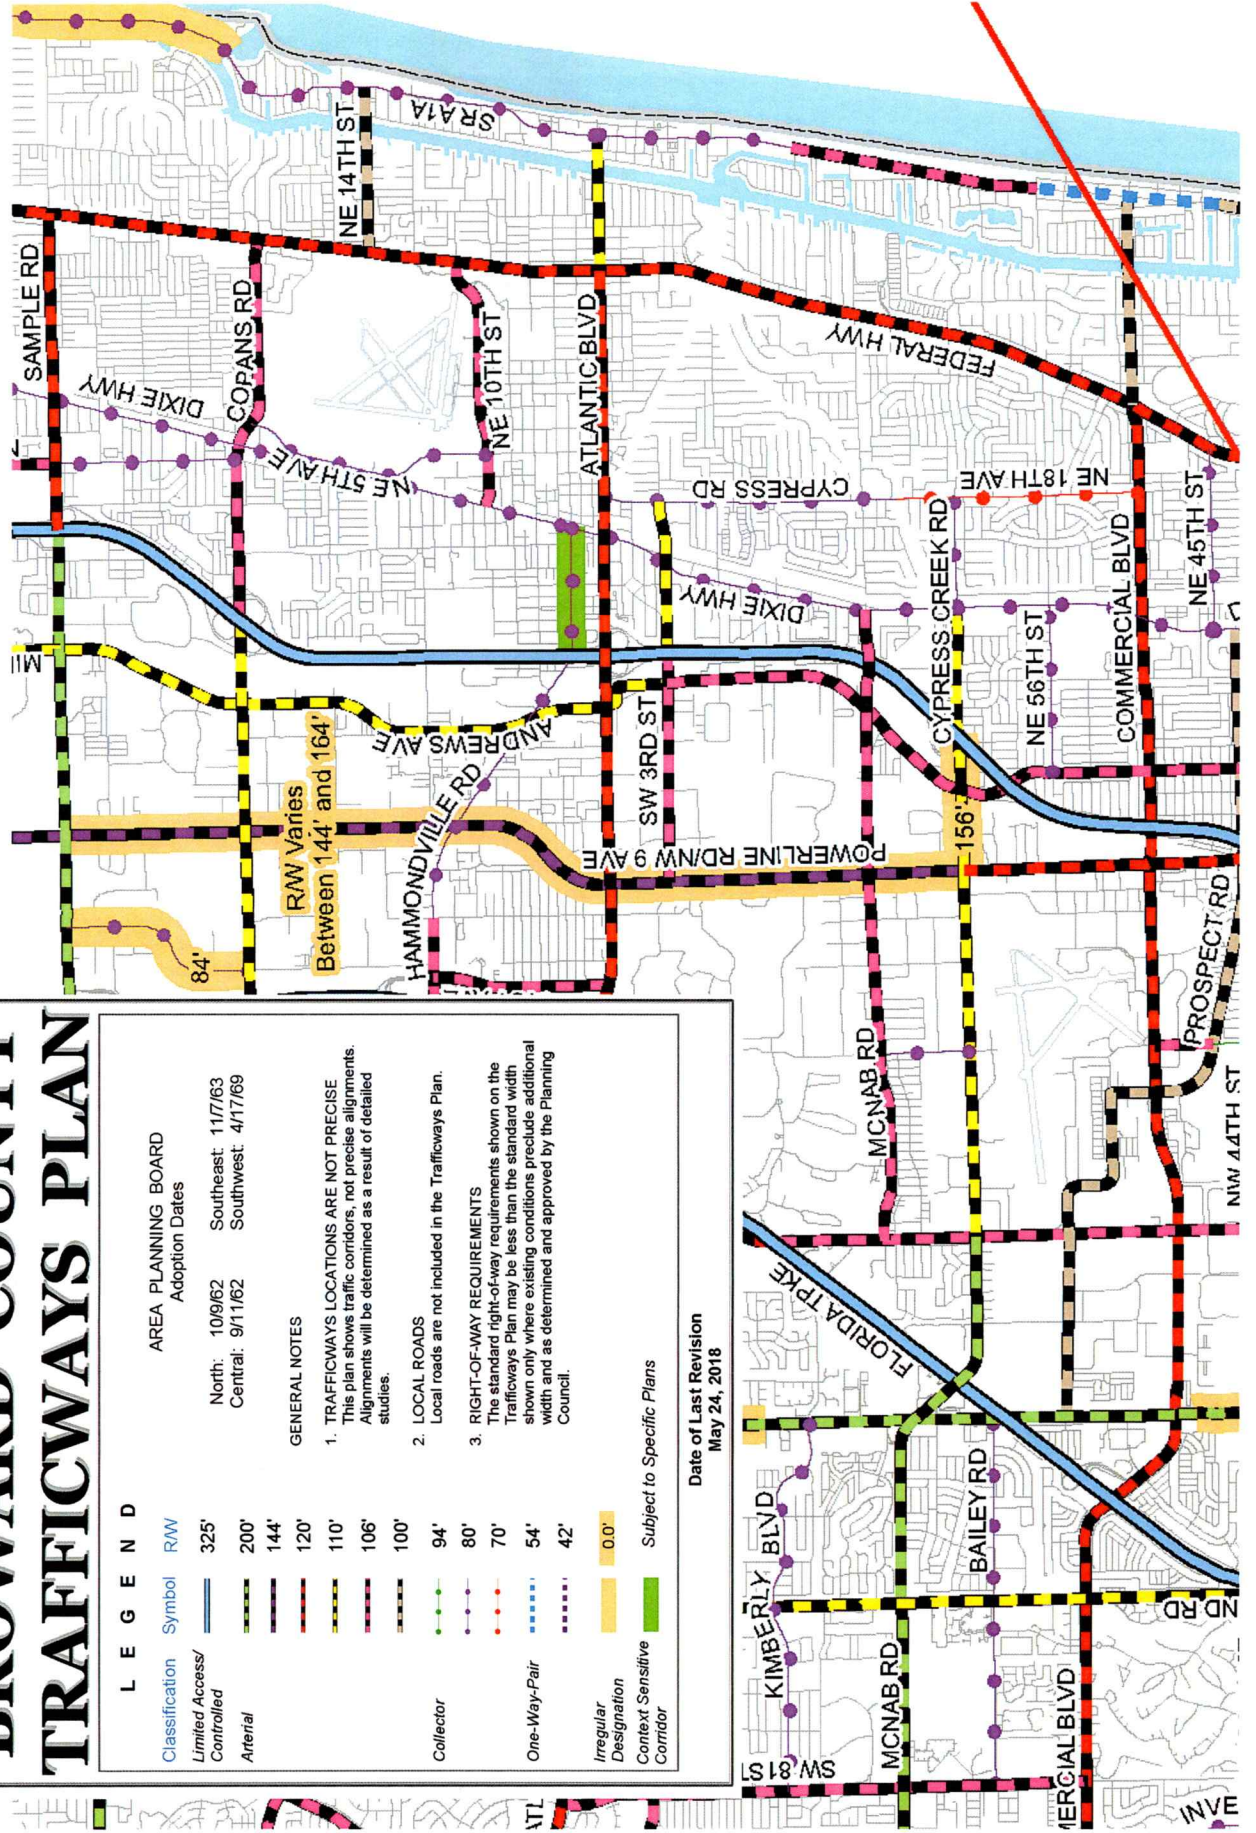 TRAFFICWAYS PLAN
L E G E N D
Classification Symbol R/W
Limited Access/
Controlled
325'
Arterial
200'
144'
120'
110'
106'
100'
Collector
94'
80'
70'
One-Way-Pair
54'
42'
Irregular
Designation
0.0'
Context Sensitive
Corridor
Subject to Specific Plans
AREA PLANNING BOARD
Adoption Dates
North: 10/9/62 Southeast: 11/7/63
Central: 9/11/62 Southwest: 4/17/69
GENERAL NOTES
1. TRAFFICWAYS LOCATIONS ARE NOT PRECISE
This plan shows traffic corridors, not precise alignments.
Alignments will be determined as a result of detailed
studies.
2. LOCAL ROADS
Local roads are not included in the Trafficways Plan.
3. RIGHT-OF-WAY REQUIREMENTS
The standard right-of-way requirements shown on the
Trafficways Plan may be less than the standard width
shown only where existing conditions preclude additional
width and as determined and approved by the Planning
Council.
Date of Last Revision
May 24, 2018
SAMPLE RD
DIXIE HWY
COPANS RD
NE 5TH AVE
NE 14TH ST
SR A1A
NE 10TH ST
ATLANTIC BLVD
84'
R/W Varies
Between 144' and 164'
HAMMONDVILLE RD
ANDREWS AVE
SW 3RD ST
POWERLINE RD/NW 9 AVE
DIXIE HWY
CYPRESS RD
FEDERAL HWY
CYPRESS CREEK RD
NE 18TH AVE
156'
NE 56TH ST
COMMERCIAL BLVD
NE 45TH ST
MCNAB RD
PROSPECT RD
NW 44TH ST
FLORIDA TPKE
KIMBERLY BLVD
BAILEY RD
MCNAB RD
SW 81ST
MERCIAL BLVD
ND RD
INVE